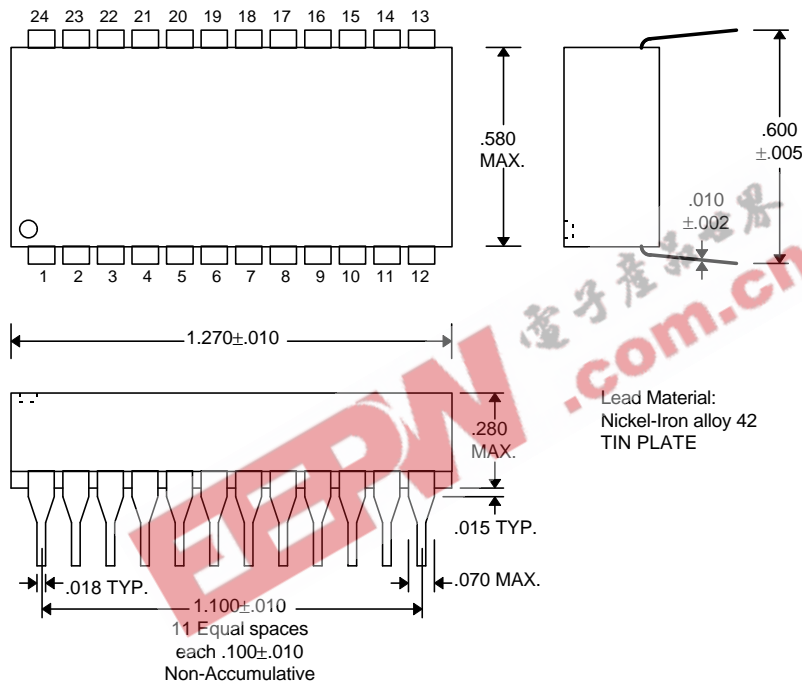 24 23 22 21 20 19 18 17 16 15 14 13
.580
MAX.
.600
±.005
.010
±.002
1 2 3 4 5 6 7 8 9 10 11 12
1.270±.010
電子產品世界
EEPW.com.cn
Lead Material:
Nickel-Iron alloy 42
TIN PLATE
.280
MAX.
.015 TYP.
.018 TYP.
.070 MAX.
1.100±.010
11 Equal spaces
each .100±.010
Non-Accumulative